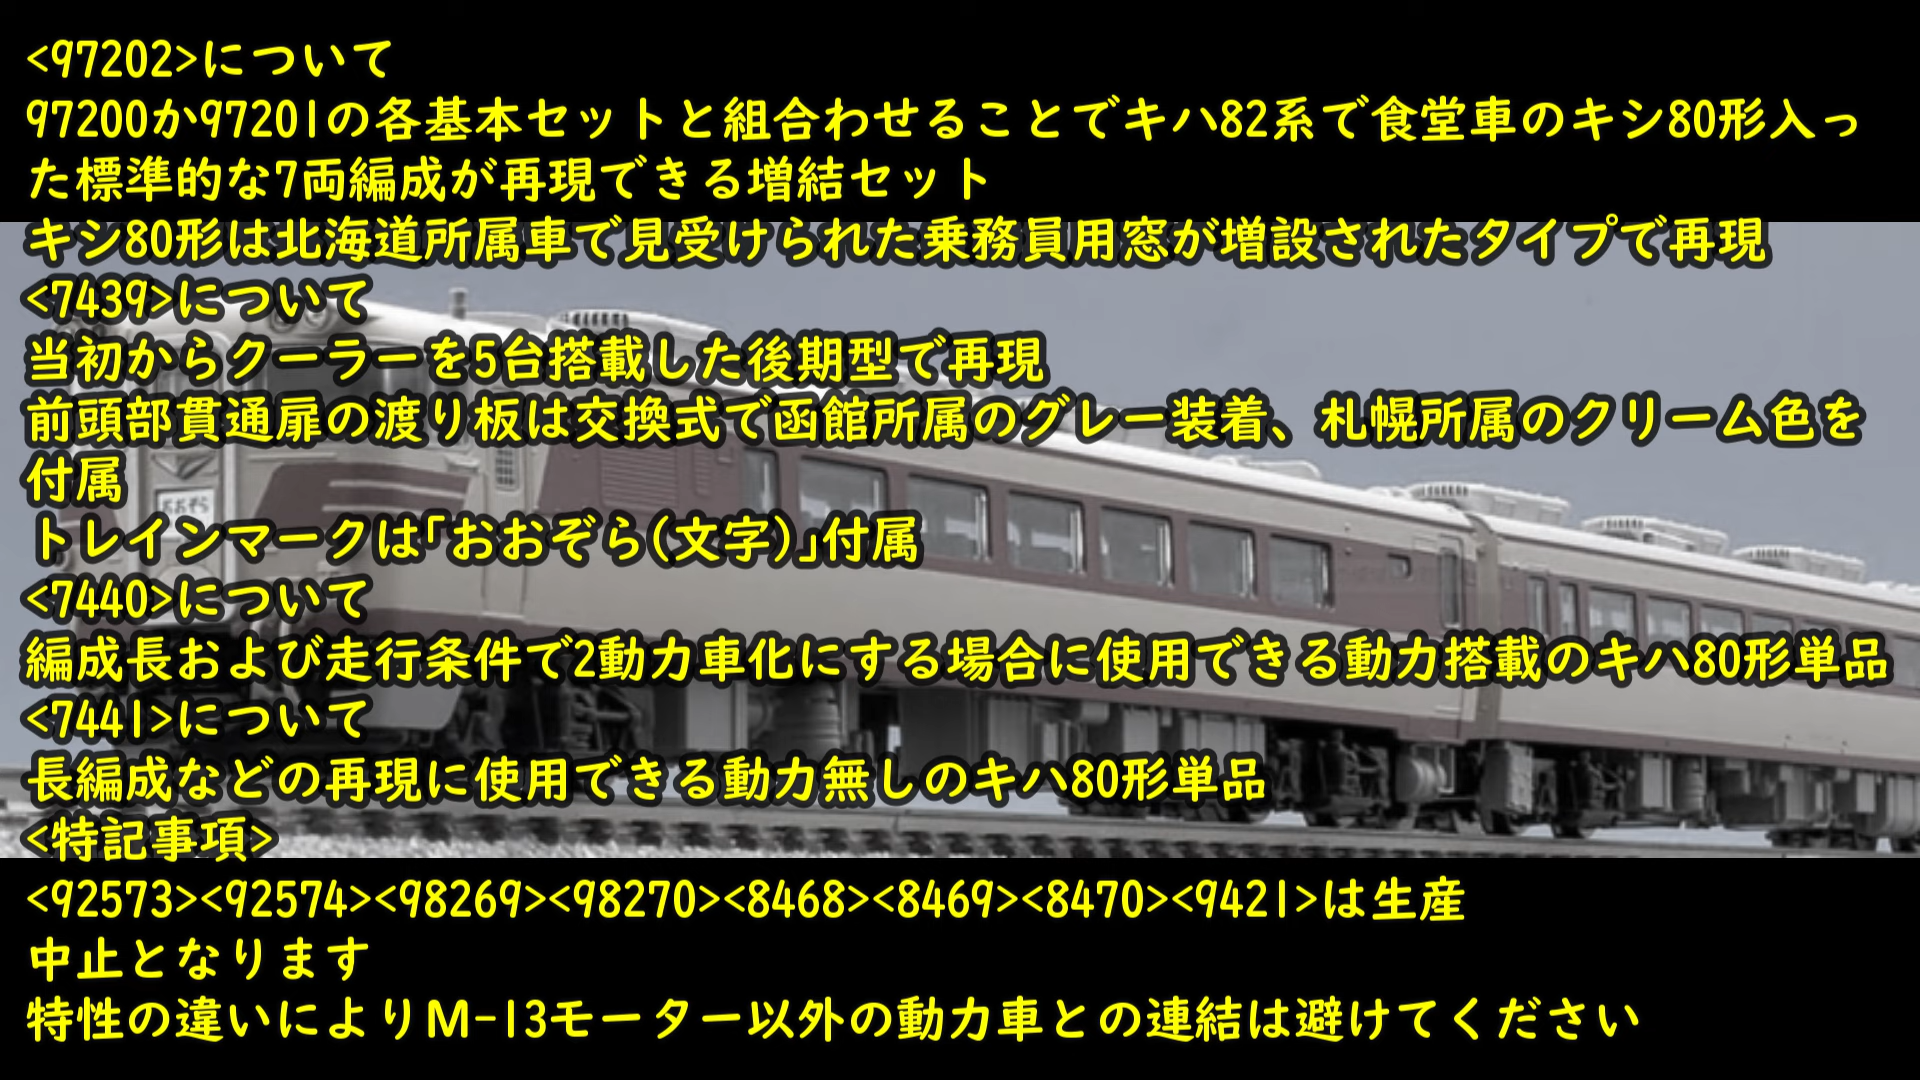 <97202>について
97200か97201の各基本セットと組合わせることでキハ82系で食堂車のキシ80形入っ
た標準的な7両編成が再現できる増結セット
キシ80形は北海道所属車で見受けられた乗務員用窓が増設されたタイプで再現
<7439>について
当初からクーラーを5台搭載した後期型で再現
前頭部貫通扉の渡り板は交換式で函館所属のグレー装着、札幌所属のクリーム色を
付属
おおぞら
トレインマークは「おおぞら(文字)」付属
<7440>について
編成長および走行条件で2動力車化にする場合に使用できる動力搭載のキハ80形単品
<7441>について
長編成などの再現に使用できる動力無しのキハ80形単品
<特記事項>
<92573><92574><98269><98270><8468><8469><8470><9421>は生産
中止となります
特性の違いによりM-13モーター以外の動力車との連結は避けてください